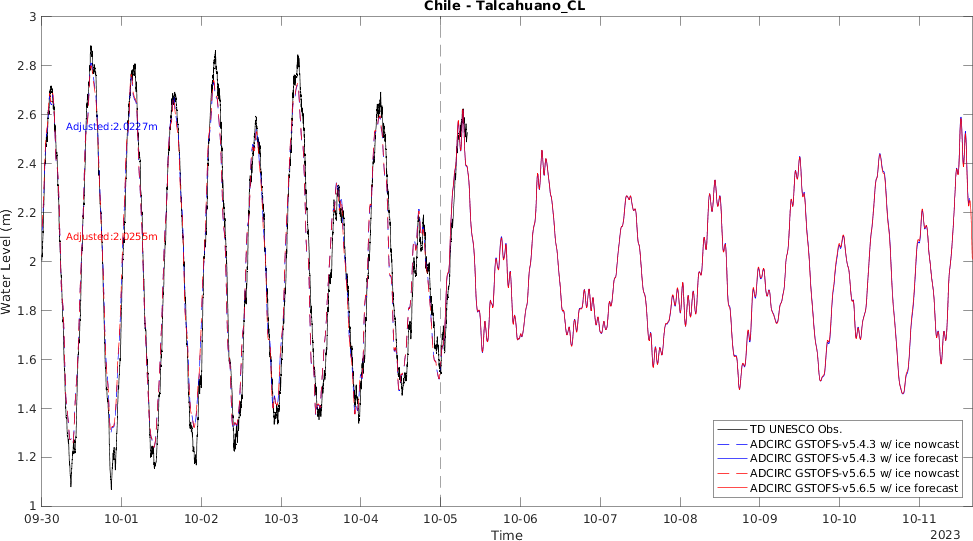 Chile - Talcahuano_CL
3
2.8
2.6
Adjusted:2.0227m
2.4
2.2
Adjusted:2.0255m
2
1.8
1.6
1.4
1.2
1
Water Level (m)
TD UNESCO Obs.
ADCIRC GSTOFS-v5.4.3 w/ ice nowcast
ADCIRC GSTOFS-v5.4.3 w/ ice forecast
ADCIRC GSTOFS-v5.6.5 w/ ice nowcast
ADCIRC GSTOFS-v5.6.5 w/ ice forecast
09-30 10-01 10-02 10-03 10-04 10-05 10-06 10-07 10-08 10-09 10-10 10-11
2023
Time